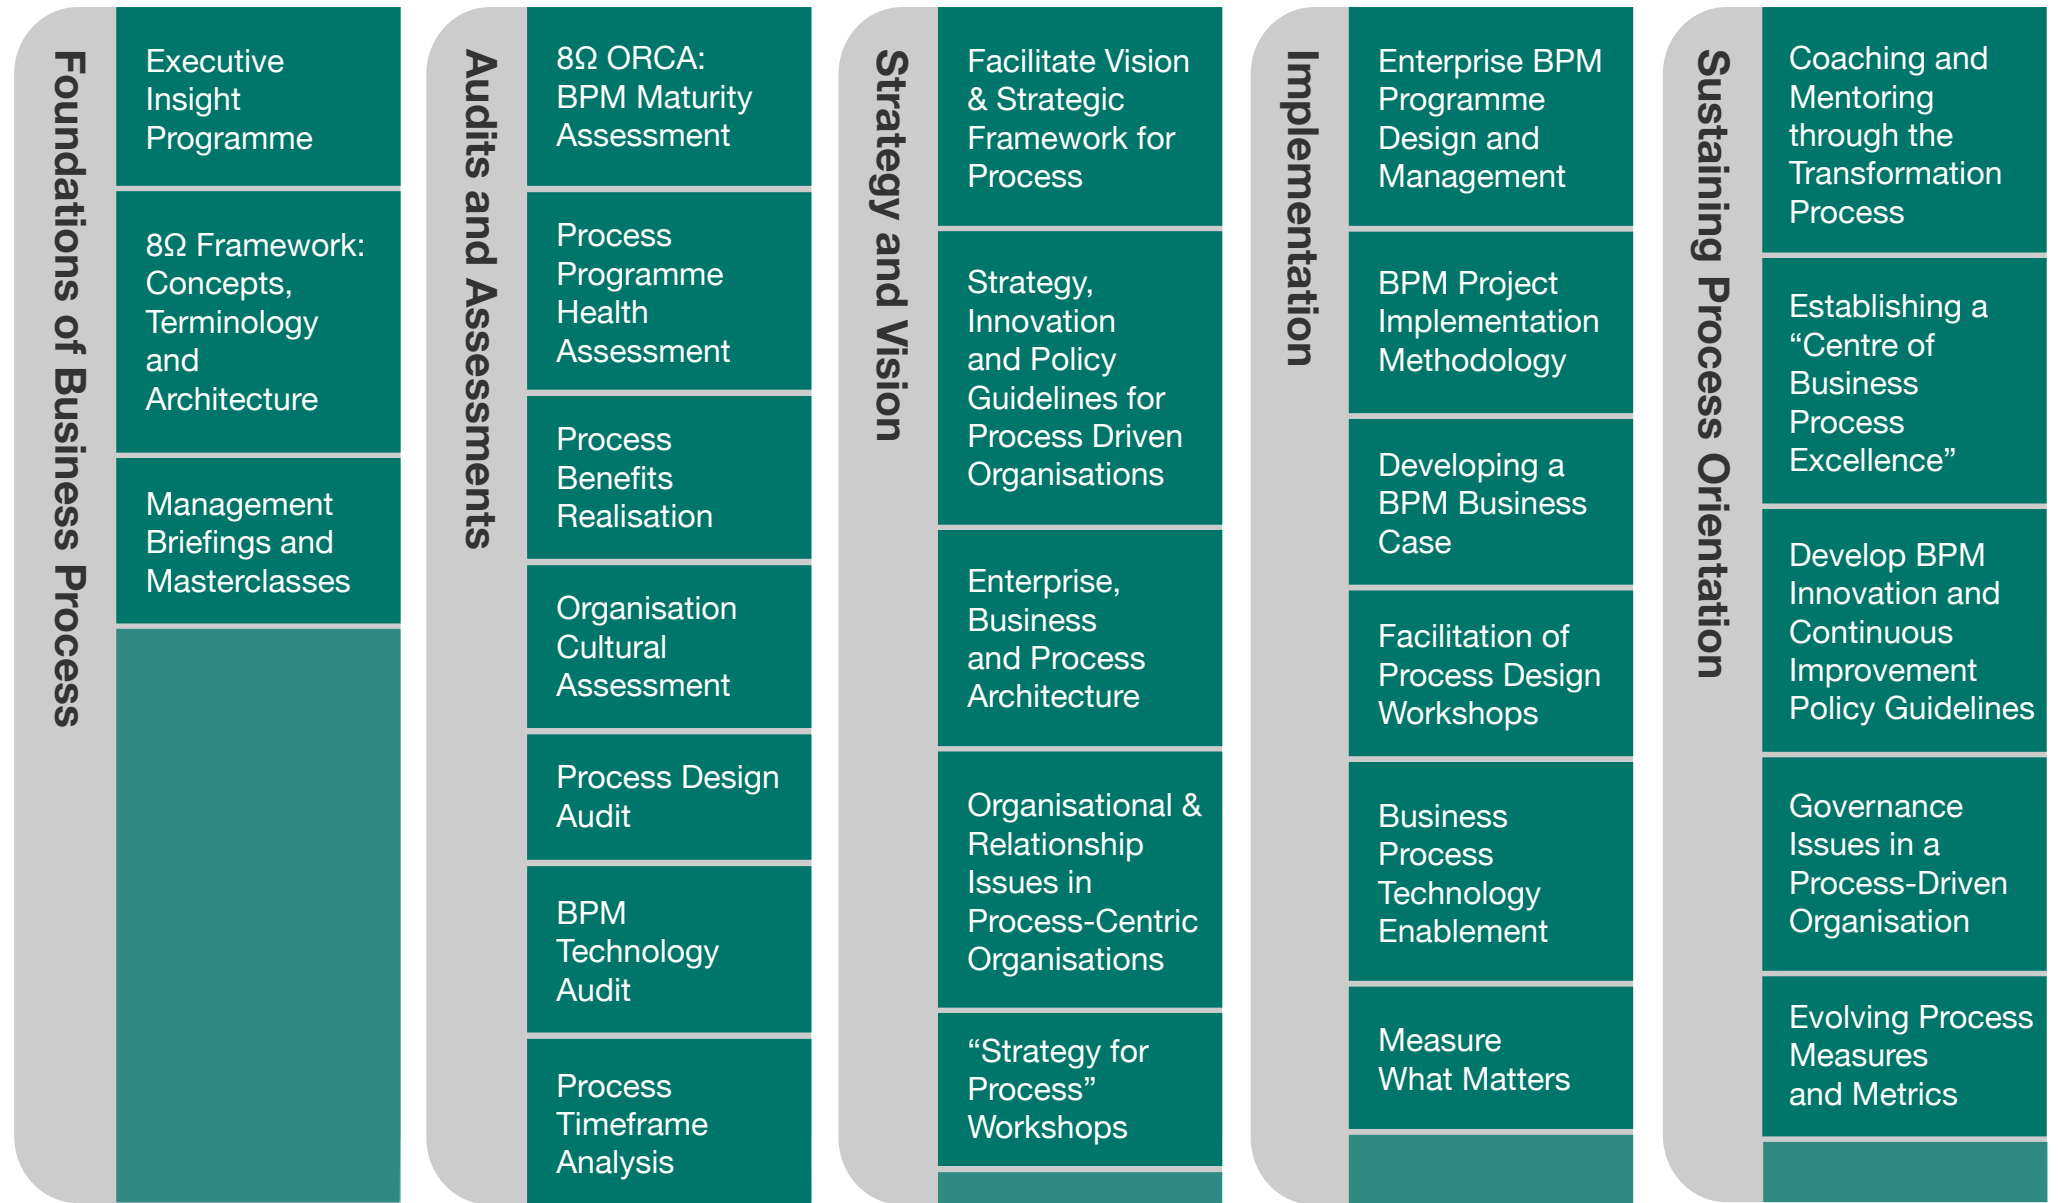 Foundations of Business Process
Executive
Insight
Programme
8Ω Framework:
Concepts,
Terminology
and
Architecture
Management
Briefings and
Masterclasses
Audits and Assessments
8Ω ORCA:
BPM Maturity
Assessment
Process
Programme
Health
Assessment
Process
Benefits
Realisation
Organisation
Cultural
Assessment
Process Design
Audit
BPM
Technology
Audit
Process
Timeframe
Analysis
Strategy and Vision
Facilitate Vision
& Strategic
Framework for
Process
Strategy,
Innovation
and Policy
Guidelines for
Process Driven
Organisations
Enterprise,
Business
and Process
Architecture
Organisational &
Relationship
Issues in
Process-Centric
Organisations
“Strategy for
Process”
Workshops
Implementation
Enterprise BPM
Programme
Design and
Management
BPM Project
Implementation
Methodology
Developing a
BPM Business
Case
Facilitation of
Process Design
Workshops
Business
Process
Technology
Enablement
Measure
What Matters
Sustaining Process Orientation
Coaching and
Mentoring
through the
Transformation
Process
Establishing a
“Centre of
Business
Process
Excellence”
Develop BPM
Innovation and
Continuous
Improvement
Policy Guidelines
Governance
Issues in a
Process-Driven
Organisation
Evolving Process
Measures
and Metrics